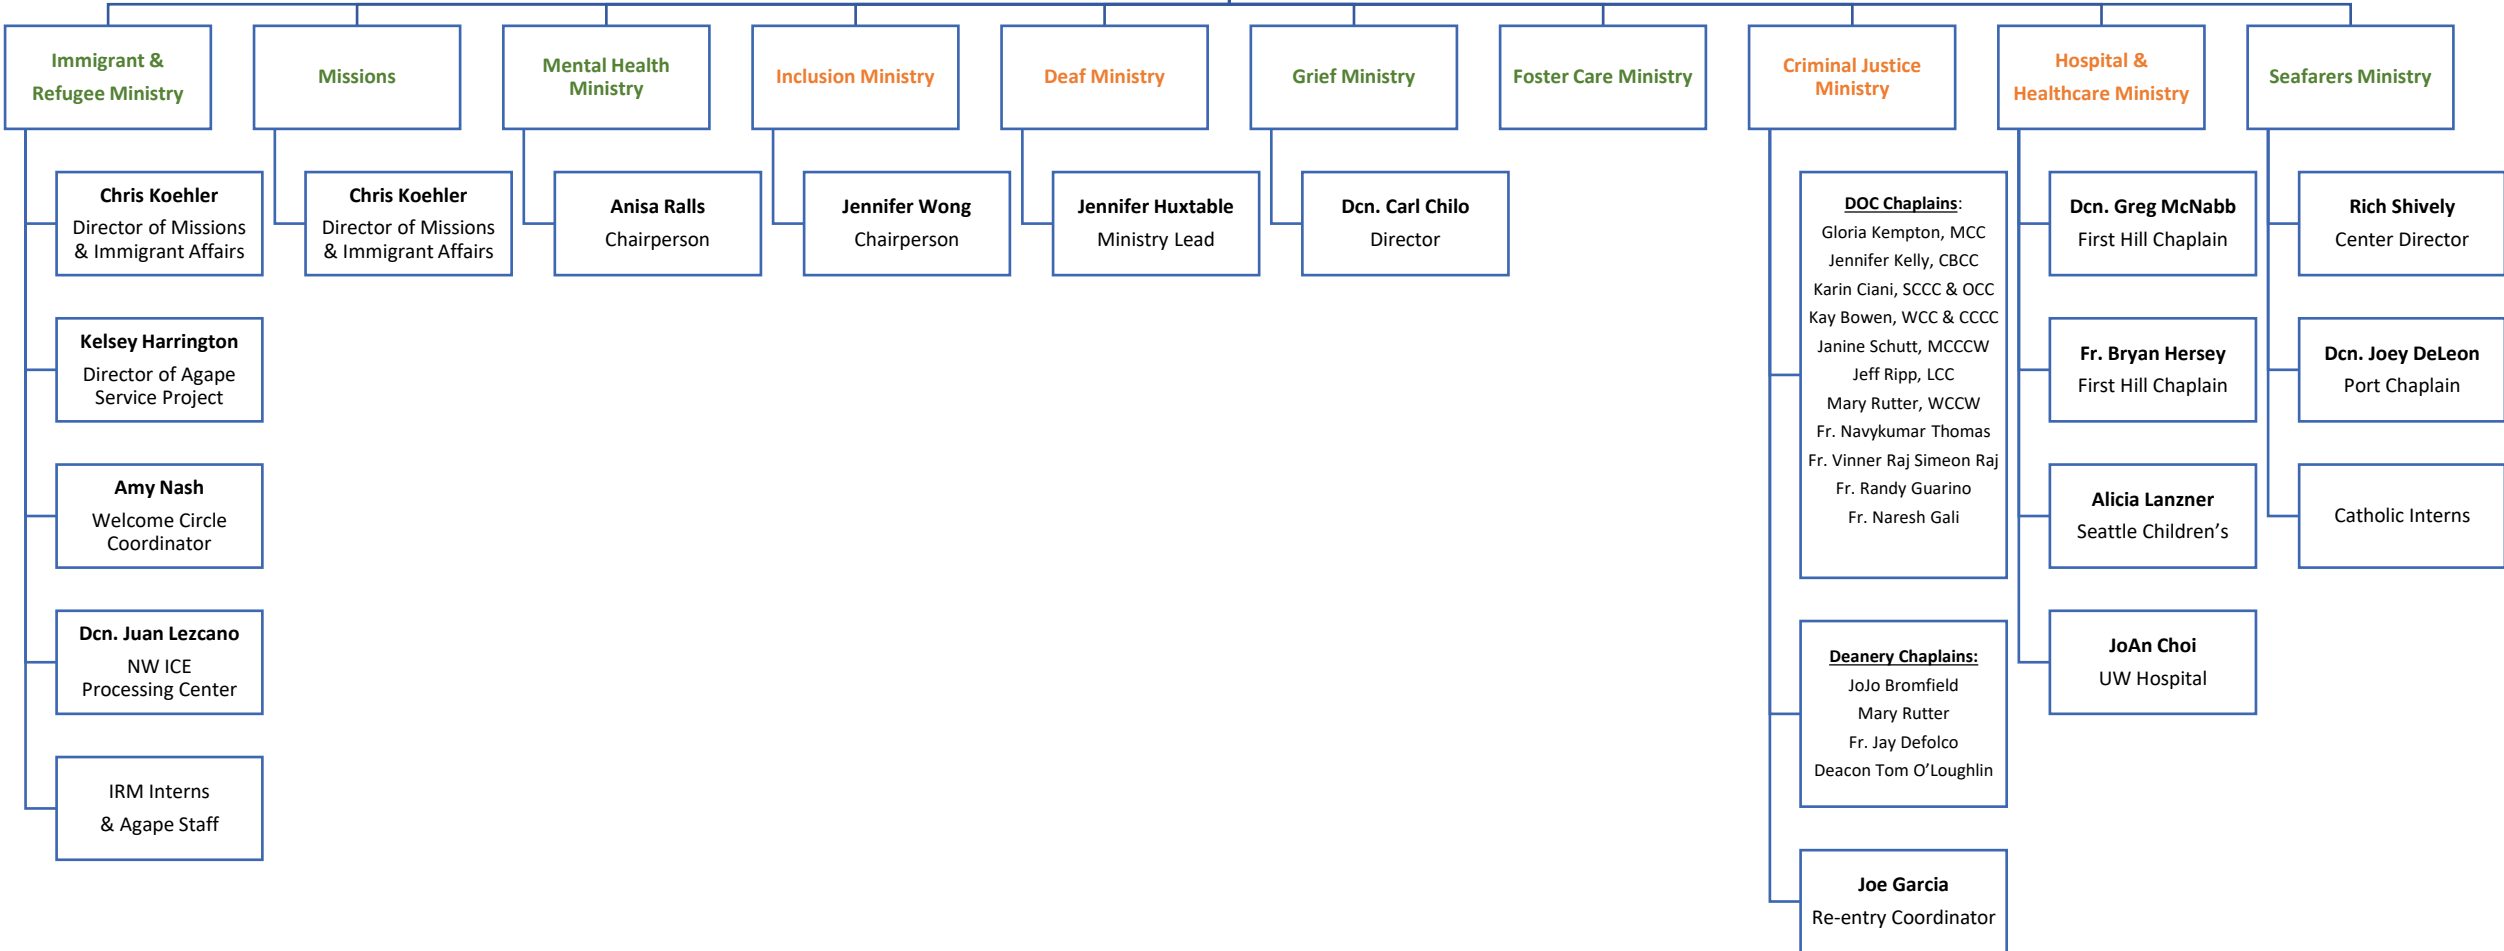 Immigrant &
Refugee Ministry
Missions
Mental Health
Ministry
Inclusion Ministry
Deaf Ministry
Grief Ministry
Foster Care Ministry
Criminal Justice
Ministry
Hospital &
Healthcare Ministry
Seafarers Ministry
Chris Koehler
Director of Missions
& Immigrant Affairs
Kelsey Harrington
Director of Agape
Service Project
Amy Nash
Welcome Circle
Coordinator
Dcn. Juan Lezcano
NW ICE
Processing Center
IRM Interns
& Agape Staff
Chris Koehler
Director of Missions
& Immigrant Affairs
Anisa Ralls
Chairperson
Jennifer Wong
Chairperson
Jennifer Huxtable
Ministry Lead
Dcn. Carl Chilo
Director
DOC Chaplains:
Gloria Kempton, MCC
Jennifer Kelly, CBCC
Karin Ciani, SCCC & OCC
Kay Bowen, WCC & CCCC
Janine Schutt, MCCCW
Jeff Ripp, LCC
Mary Rutter, WCCW
Fr. Navykumar Thomas
Fr. Vinner Raj Simeon Raj
Fr. Randy Guarino
Fr. Naresh Gali
Deanery Chaplains:
JoJo Bromfield
Mary Rutter
Fr. Jay Defolco
Deacon Tom O’Loughlin
Joe Garcia
Re-entry Coordinator
Dcn. Greg McNabb
First Hill Chaplain
Fr. Bryan Hersey
First Hill Chaplain
Alicia Lanzner
Seattle Children’s
JoAn Choi
UW Hospital
Rich Shively
Center Director
Dcn. Joey DeLeon
Port Chaplain
Catholic Interns